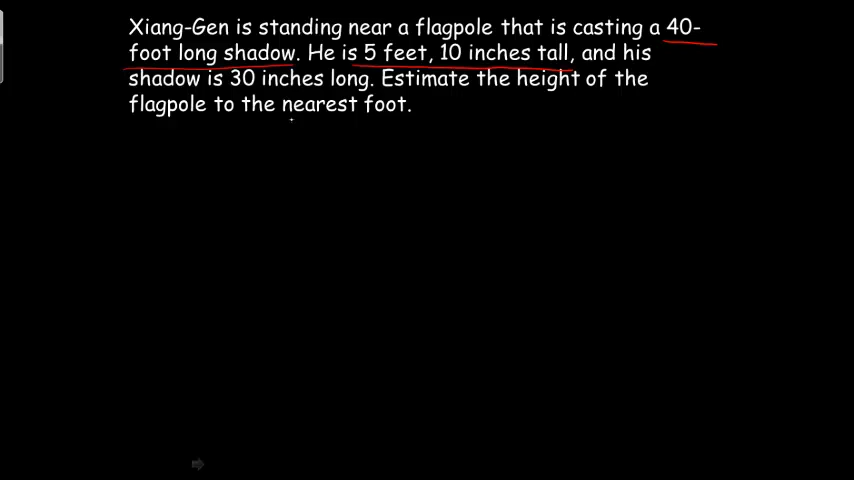 Xiang-Gen is standing near a flagpole that is casting a 40-
foot long shadow. He is 5 feet, 10 inches tall, and his
shadow is 30 inches long. Estimate the height of the
flagpole to the nearest foot.